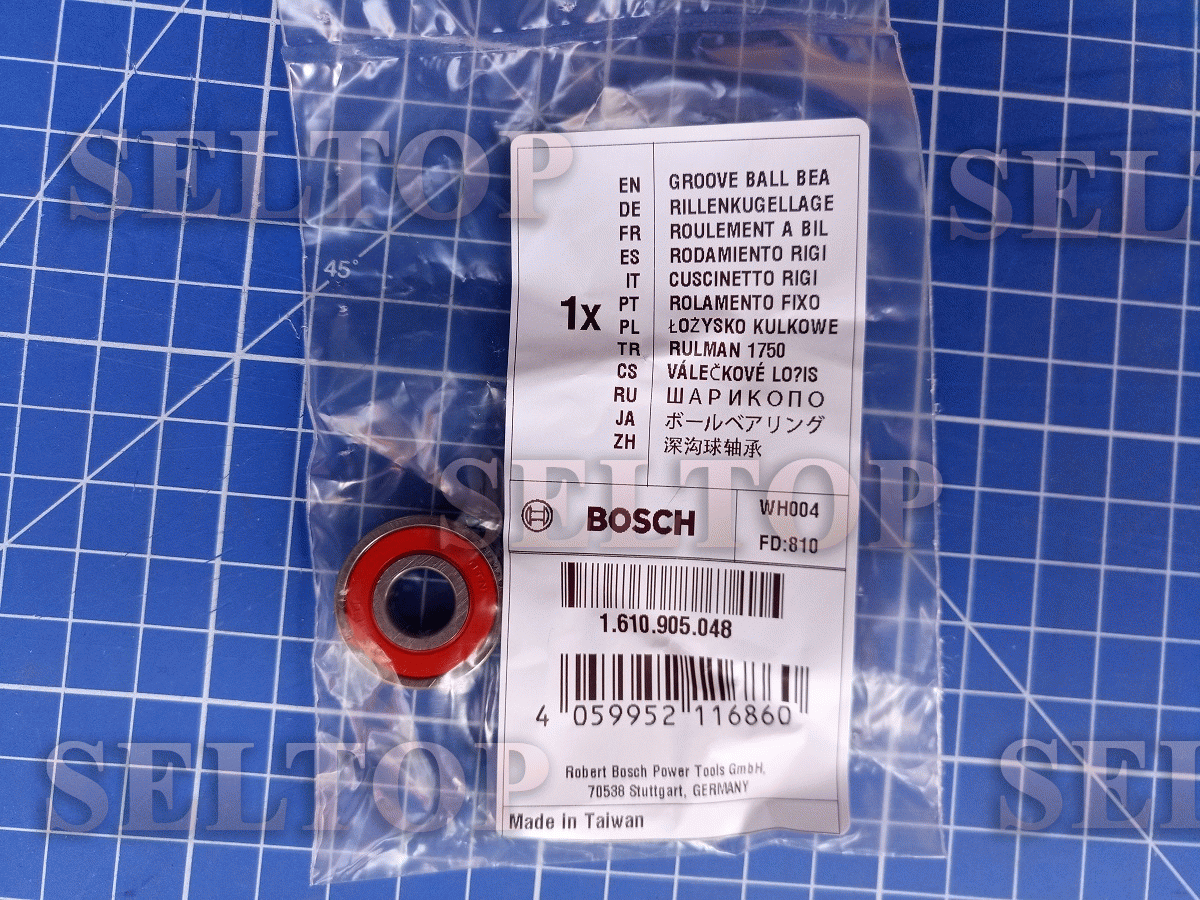 SELTOP
SELTOP
45°
1x
EN GROOVE BALL BEA
DE RILLENKUGELLAGE
FR ROULEMENT A BIL
ES RODAMIENTO RIGI
IT CUSCINETTO RIGI
PT ROLAMENTO FIXO
PL ŁOŻYSKO KULKOWE
TR RULMAN 1750
CS VÁLEČKOVÉ LO?IS
RU ШАРИКОПО
JA ボールベアリング
ZH 深沟球轴承
SELTOP
BOSCH
WH004
FD:810
1.610.905.048
4 059952 116860
SELTOP
SELTOP
Robert Bosch Power Tools GmbH,
70538 Stuttgart, GERMANY
Made in Taiwan